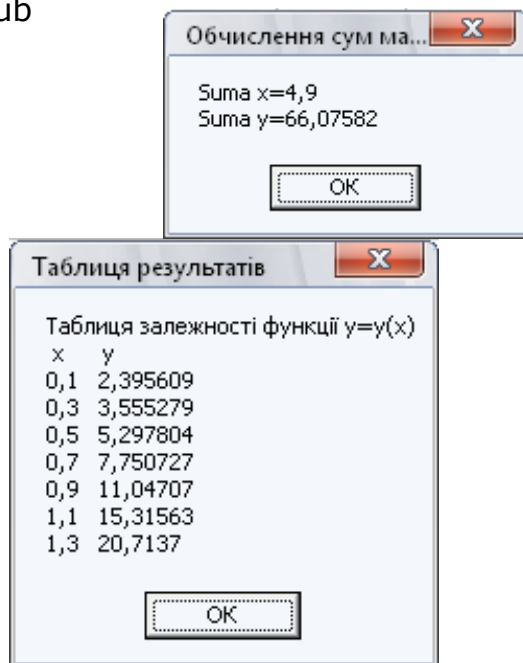 ub
Обчислення сум ма...
Suma x=4,9
Suma y=66,07582
OK
Таблиця результатів
Таблиця залежності функції y=y(x)
x y
0,1 2,395609
0,3 3,555279
0,5 5,297804
0,7 7,750727
0,9 11,04707
1,1 15,31563
1,3 20,7137
OK